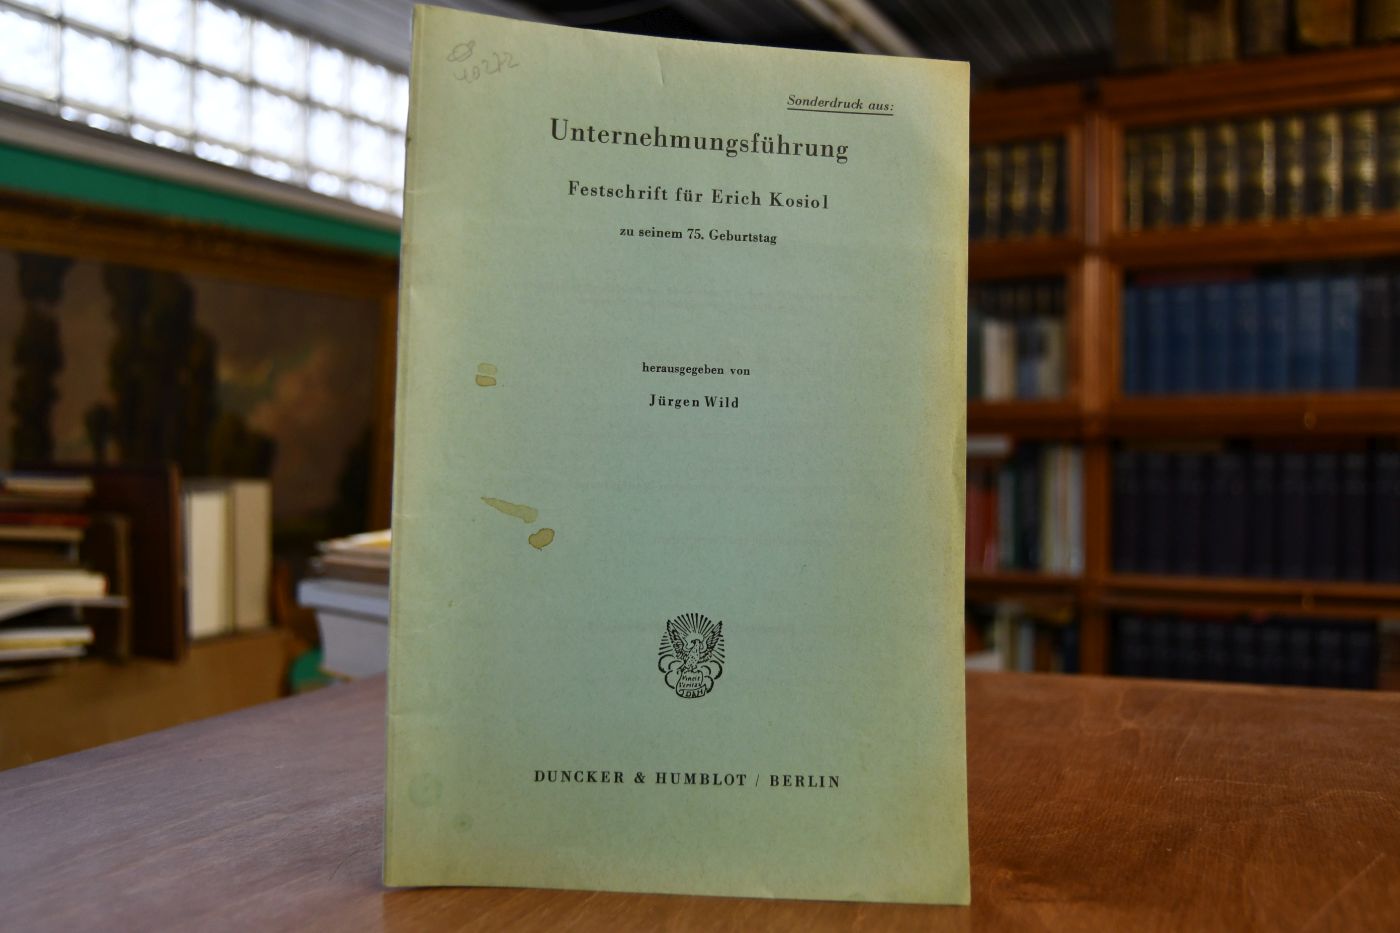 Sonderdruck aus:
Unternehmungsführung
Festschrift für Erich Kosiol
zu seinem 75. Geburtstag
herausgegeben von
Jürgen Wild
DUNCKER & HUMBLOT / BERLIN